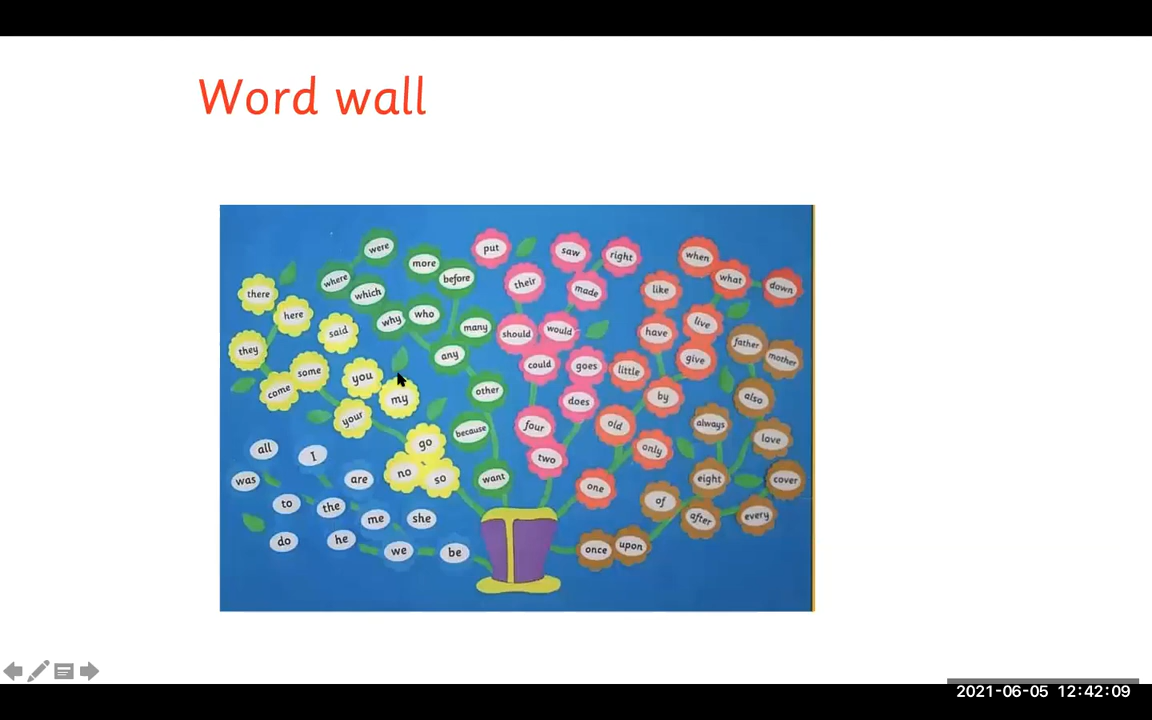 Word wall
were
put
saw
right
when
more
where
before
their
what
down
there
which
made
like
here
why
who
said
many
should
would
have
live
they
any
could
goes
give
father
mother
some
you
little
come
my
other
does
by
also
your
because
four
old
always
go
only
love
all
I
two
no
so
want
one
eight
cover
was
are
to
the
me
she
of
after
every
do
he
we
be
once
upon
2021-06-05 12:42:09